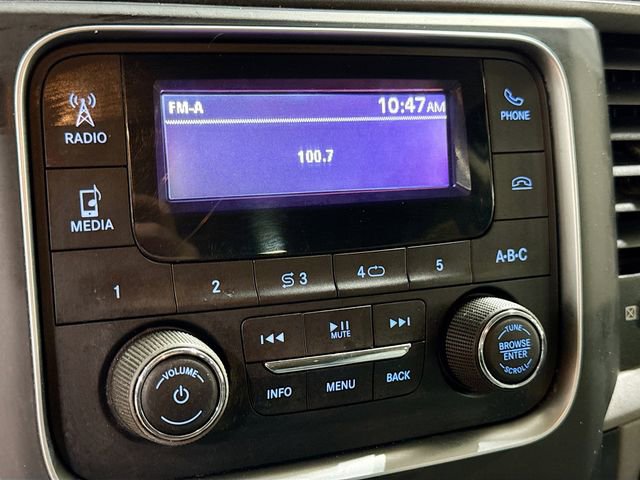 FM-A 10:47AM
100.7
RADIO
PHONE
MEDIA
A·B·C
1 2 3 4 5
MUTE
INFO MENU BACK
VOLUME
TUNE
BROWSE
ENTER
SCROLL